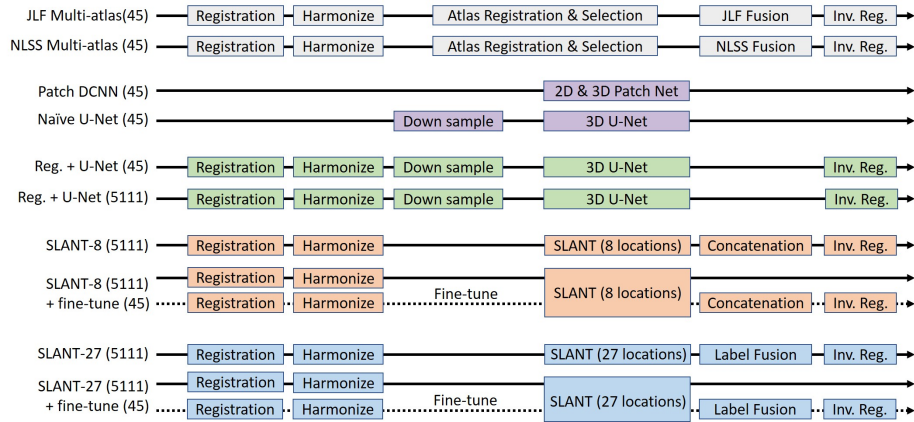 JLF Multi-atlas(45) Registration Harmonize Atlas Registration & Selection JLF Fusion Inv. Reg.
NLSS Multi-atlas (45) Registration Harmonize Atlas Registration & Selection NLSS Fusion Inv. Reg.
Patch DCNN (45) 2D & 3D Patch Net
Naïve U-Net (45) Down sample 3D U-Net
Reg. + U-Net (45) Registration Harmonize Down sample 3D U-Net Inv. Reg.
Reg. + U-Net (5111) Registration Harmonize Down sample 3D U-Net Inv. Reg.
SLANT-8 (5111) Registration Harmonize SLANT (8 locations) Concatenation Inv. Reg.
SLANT-8 (5111) Registration Harmonize
+ fine-tune (45) Registration Harmonize Fine-tune SLANT (8 locations) Concatenation Inv. Reg.
SLANT-27 (5111) Registration Harmonize SLANT (27 locations) Label Fusion Inv. Reg.
SLANT-27 (5111) Registration Harmonize
+ fine-tune (45) Registration Harmonize Fine-tune SLANT (27 locations) Label Fusion Inv. Reg.